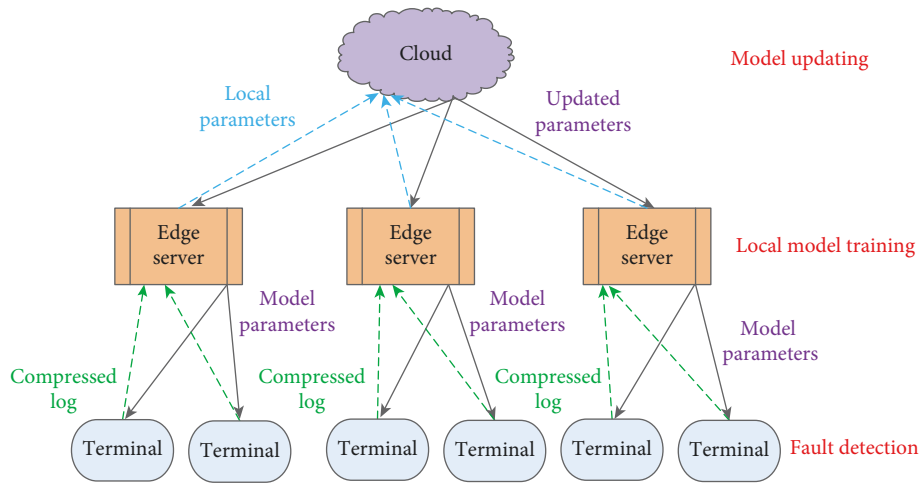 Cloud
Model updating
Local
parameters
Updated
parameters
Edge
server
Edge
server
Edge
server
Local model training
Model
parameters
Model
parameters
Model
parameters
Compressed
log
Compressed
log
Compressed
log
Terminal
Terminal
Terminal
Terminal
Terminal
Terminal
Fault detection